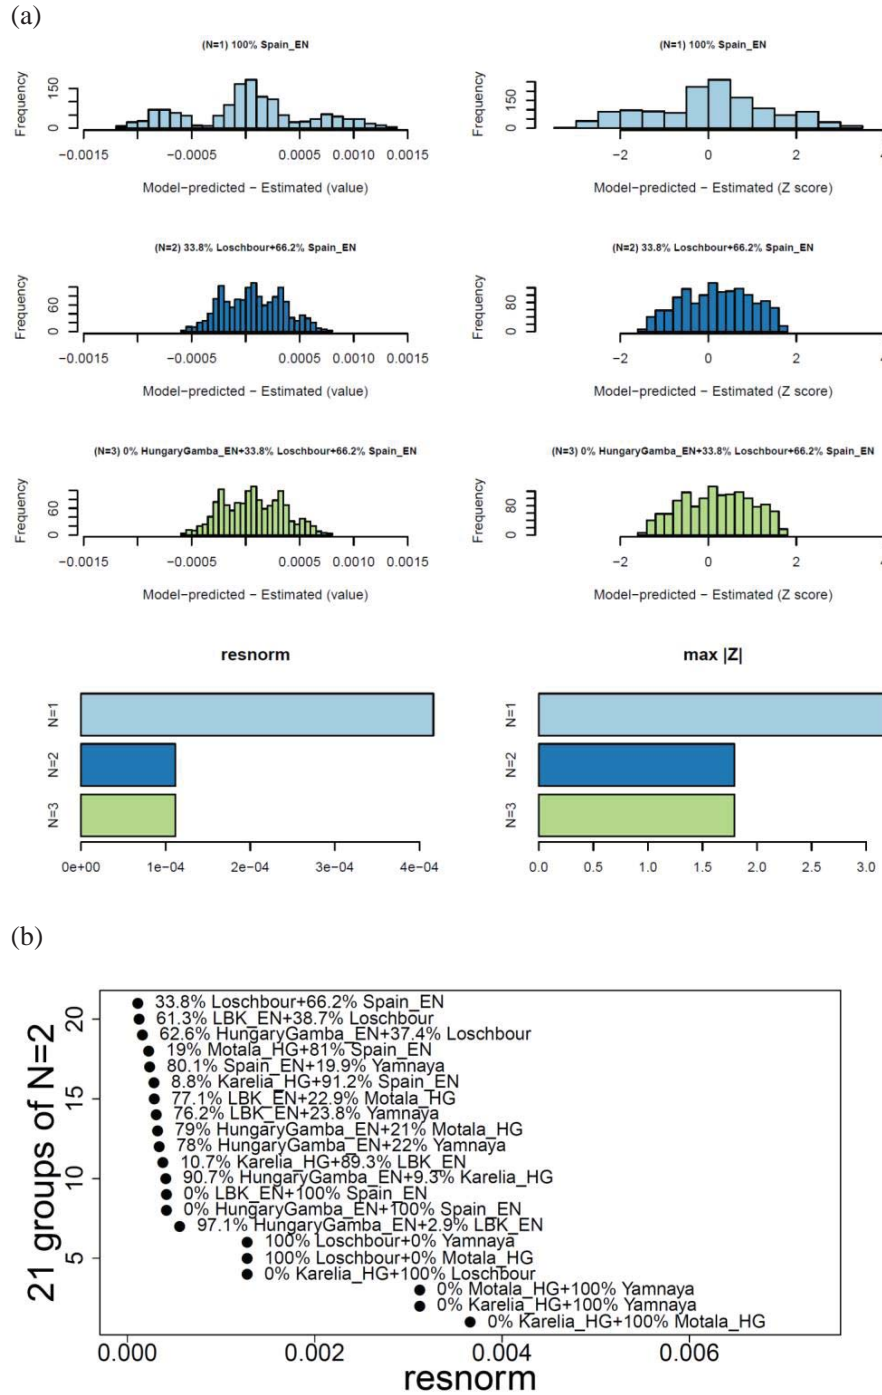 (a)
(N=1) 100% Spain_EN
(N=1) 100% Spain_EN
Frequency
0 150
−0.0015 −0.0005 0.0005 0.0010 0.0015
Model−predicted − Estimated (value)
Frequency
0 150
−2 0 2 4
Model−predicted − Estimated (Z score)
(N=2) 33.8% Loschbour+66.2% Spain_EN
(N=2) 33.8% Loschbour+66.2% Spain_EN
Frequency
0 60
−0.0015 −0.0005 0.0005 0.0010 0.0015
Model−predicted − Estimated (value)
Frequency
0 80
−2 0 2 4
Model−predicted − Estimated (Z score)
(N=3) 0% HungaryGamba_EN+33.8% Loschbour+66.2% Spain_EN
(N=3) 0% HungaryGamba_EN+33.8% Loschbour+66.2% Spain_EN
Frequency
0 60
−0.0015 −0.0005 0.0005 0.0010 0.0015
Model−predicted − Estimated (value)
Frequency
0 80
−2 0 2 4
Model−predicted − Estimated (Z score)
resnorm
N=1
N=2
N=3
0e+00 1e−04 2e−04 3e−04 4e−04
max |Z|
N=1
N=2
N=3
0.0 0.5 1.0 1.5 2.0 2.5 3.0
(b)
21 groups of N=2
20
15
10
5
33.8% Loschbour+66.2% Spain_EN
61.3% LBK_EN+38.7% Loschbour
62.6% HungaryGamba_EN+37.4% Loschbour
19% Motala_HG+81% Spain_EN
80.1% Spain_EN+19.9% Yamnaya
8.8% Karelia_HG+91.2% Spain_EN
77.1% LBK_EN+22.9% Motala_HG
76.2% LBK_EN+23.8% Yamnaya
79% HungaryGamba_EN+21% Motala_HG
78% HungaryGamba_EN+22% Yamnaya
10.7% Karelia_HG+89.3% LBK_EN
90.7% HungaryGamba_EN+9.3% Karelia_HG
0% LBK_EN+100% Spain_EN
0% HungaryGamba_EN+100% Spain_EN
97.1% HungaryGamba_EN+2.9% LBK_EN
100% Loschbour+0% Yamnaya
100% Loschbour+0% Motala_HG
0% Karelia_HG+100% Loschbour
0% Motala_HG+100% Yamnaya
0% Karelia_HG+100% Yamnaya
0% Karelia_HG+100% Motala_HG
0.000 0.002 0.004 0.006
resnorm